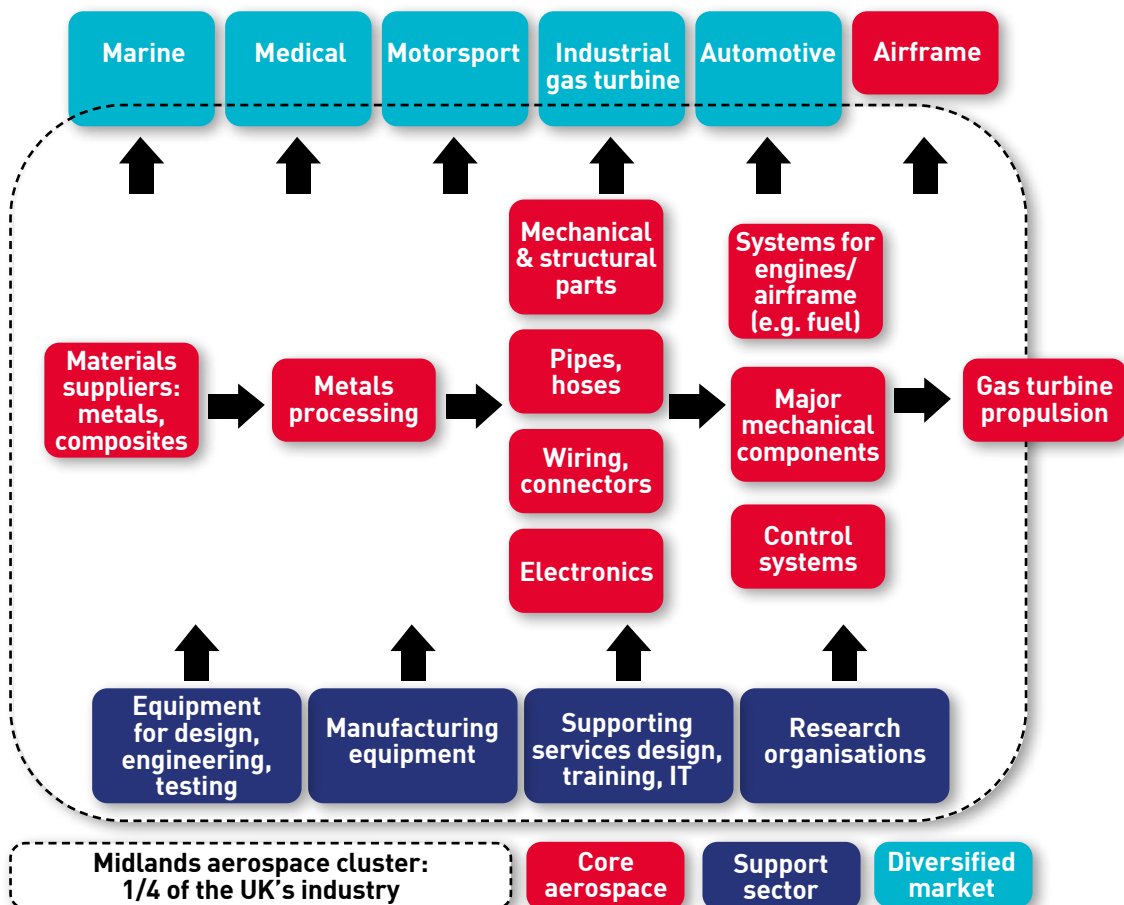 Marine
Medical
Motorsport
Industrial
gas turbine
Automotive
Airframe
Mechanical
& structural
parts
Systems for
engines/
airframe
(e.g. fuel)
Materials
suppliers:
metals,
composites
Metals
processing
Pipes,
hoses
Major
mechanical
components
Gas turbine
propulsion
Wiring,
connectors
Control
systems
Electronics
Equipment
for design,
engineering,
testing
Manufacturing
equipment
Supporting
services design,
training, IT
Research
organisations
Midlands aerospace cluster:
1/4 of the UK's industry
Core
aerospace
Support
sector
Diversified
market